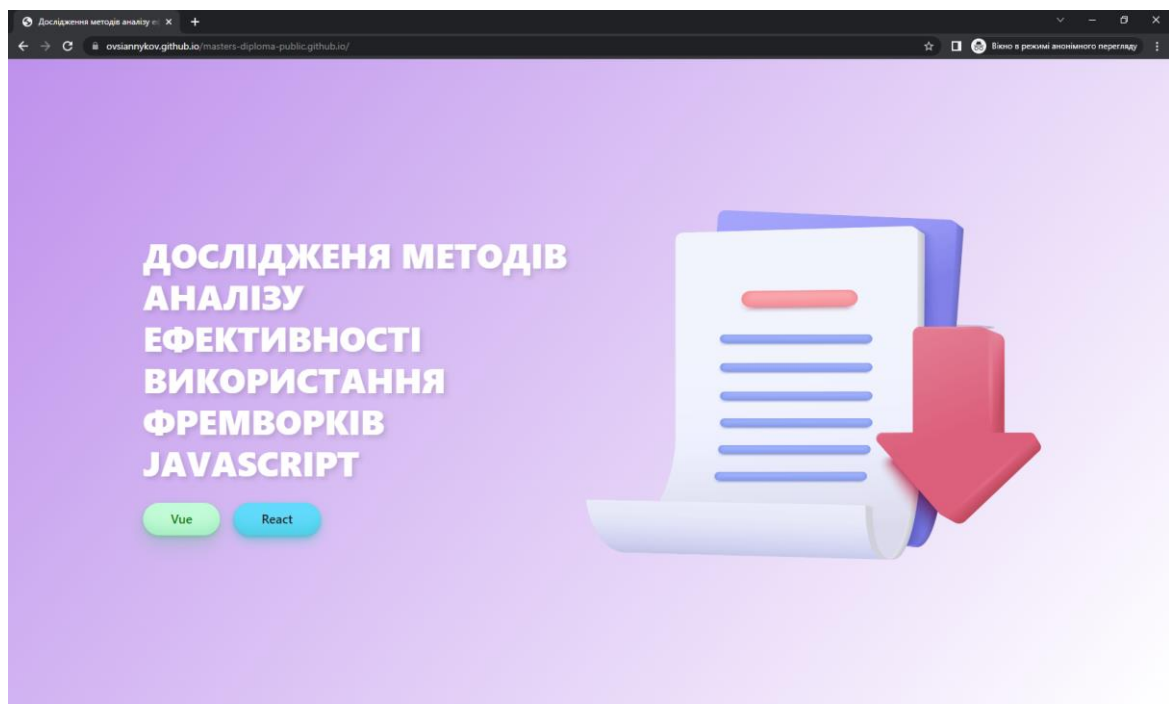 Дослідження методів аналізу
ovsiannykov.github.io/masters-diploma-public.github.io/
Вікно в режимі анонімного перегляду
ДОСЛІДЖЕНЯ МЕТОДІВ
АНАЛІЗУ
ЕФЕКТИВНОСТІ
ВИКОРИСТАННЯ
ФРЕМВОРКІВ
JAVASCRIPT
Vue
React